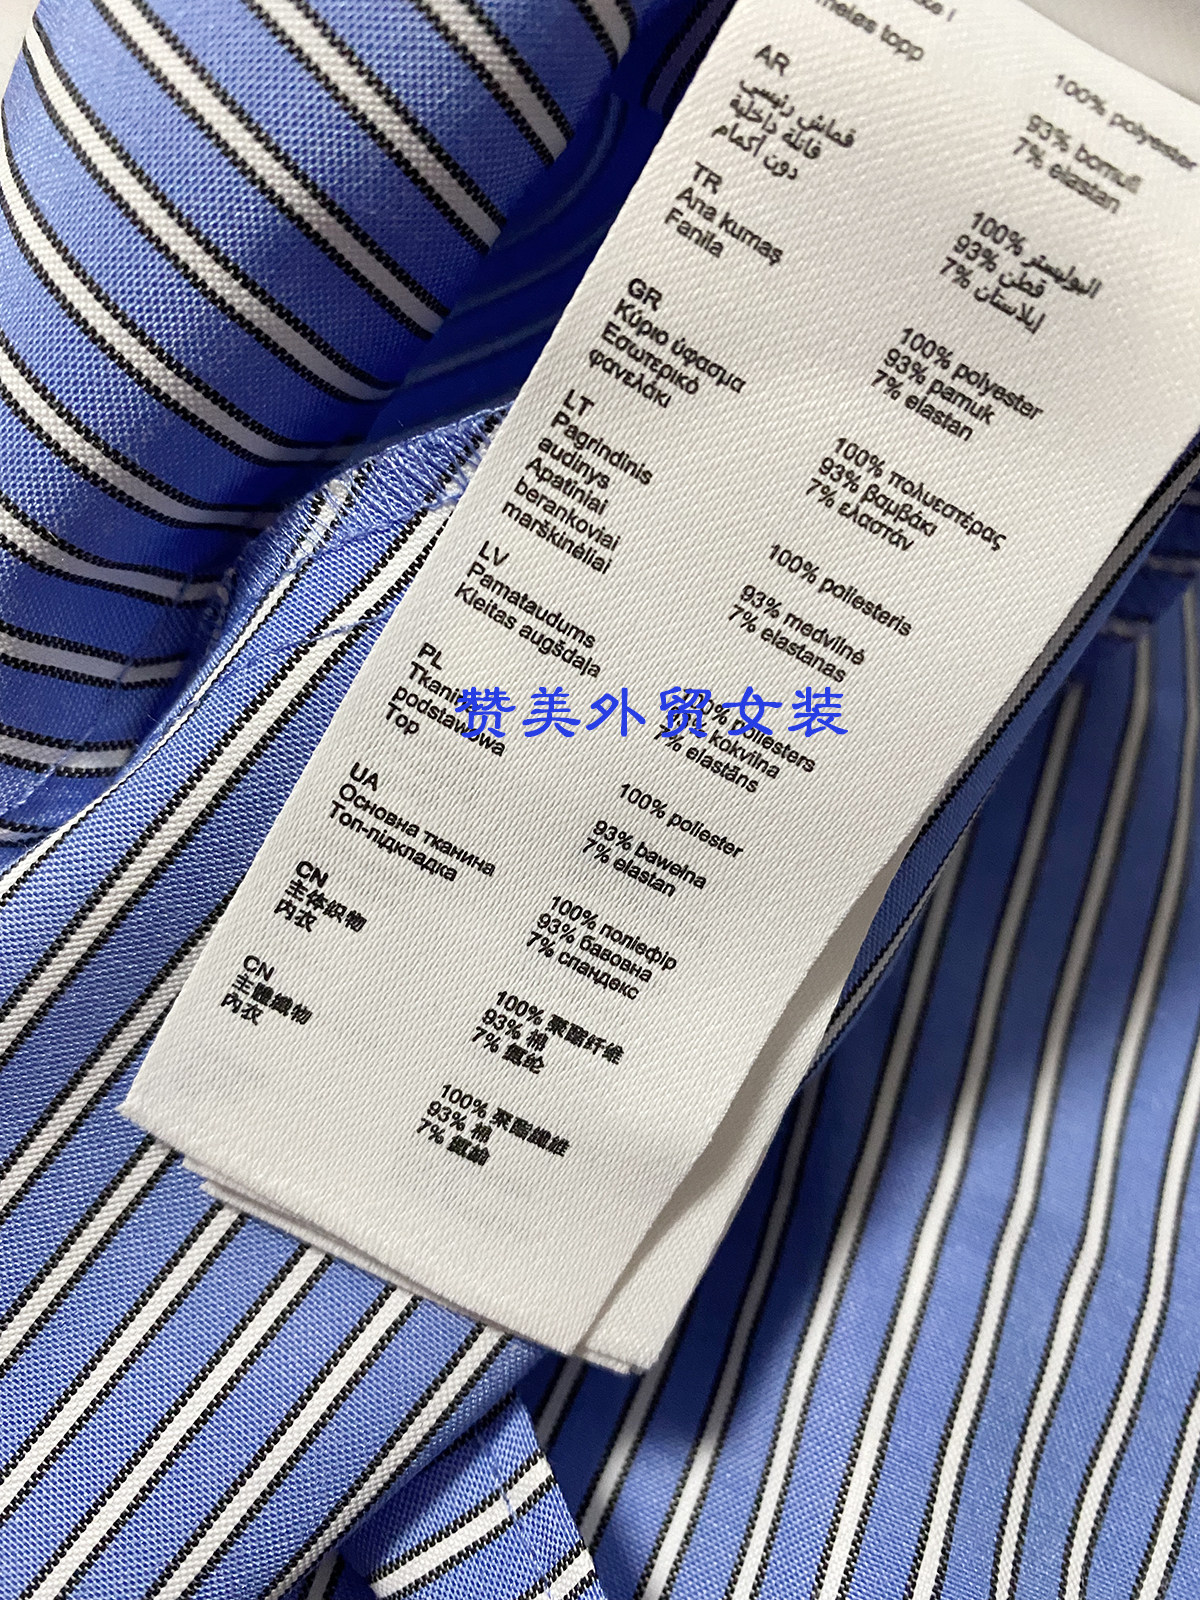 100% polyester
93% bomull
7% elastan
AR
قماش رئيسي
فانلة داخلية
دون أكمام
100% البوليستر
93% قطن
7% إيلاستان
TR
Ana kumaş
Fanila
100% polyester
93% pamuk
7% elastan
GR
Κύριο ύφασμα
Εσωτερικό
φανελάκι
100% πολυεστέρας
93% βαμβάκι
7% ελαστάν
LT
Pagrindinis
audinys
Apatiniai
berankoviai
marškinėliai
100% poliesteris
93% medvilnė
7% elastanas
LV
Pamataudums
Kleitas augšdaļa
100% poliesters
93% kokvilna
7% elastāns
PL
Tkanina
podstawowa
Top
100% poliester
93% bawełna
7% elastan
UA
Основна тканина
Топ-підкладка
100% поліефір
93% бавовна
7% спандекс
CN
主体织物
内衣
100% 聚酯纤维
93% 棉
7% 氨纶
CN
主體織物
內衣
100% 聚酯纖維
93% 棉
7% 氨綸
赞美外贸女装